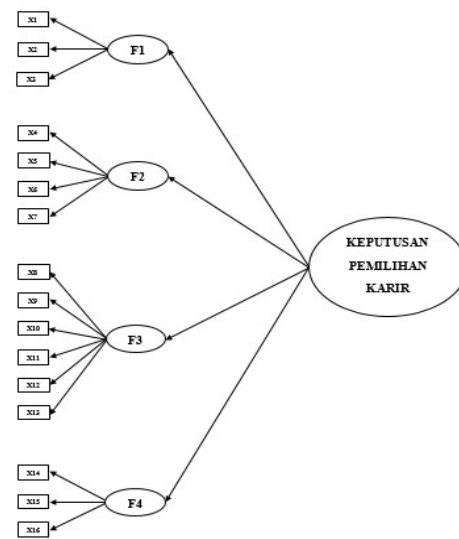 X1
X2
X3
F1
X4
X5
X6
X7
F2
X8
X9
X10
X11
X12
X13
F3
X14
X15
X16
F4
KEPUTUSAN
PEMILIHAN
KARIR